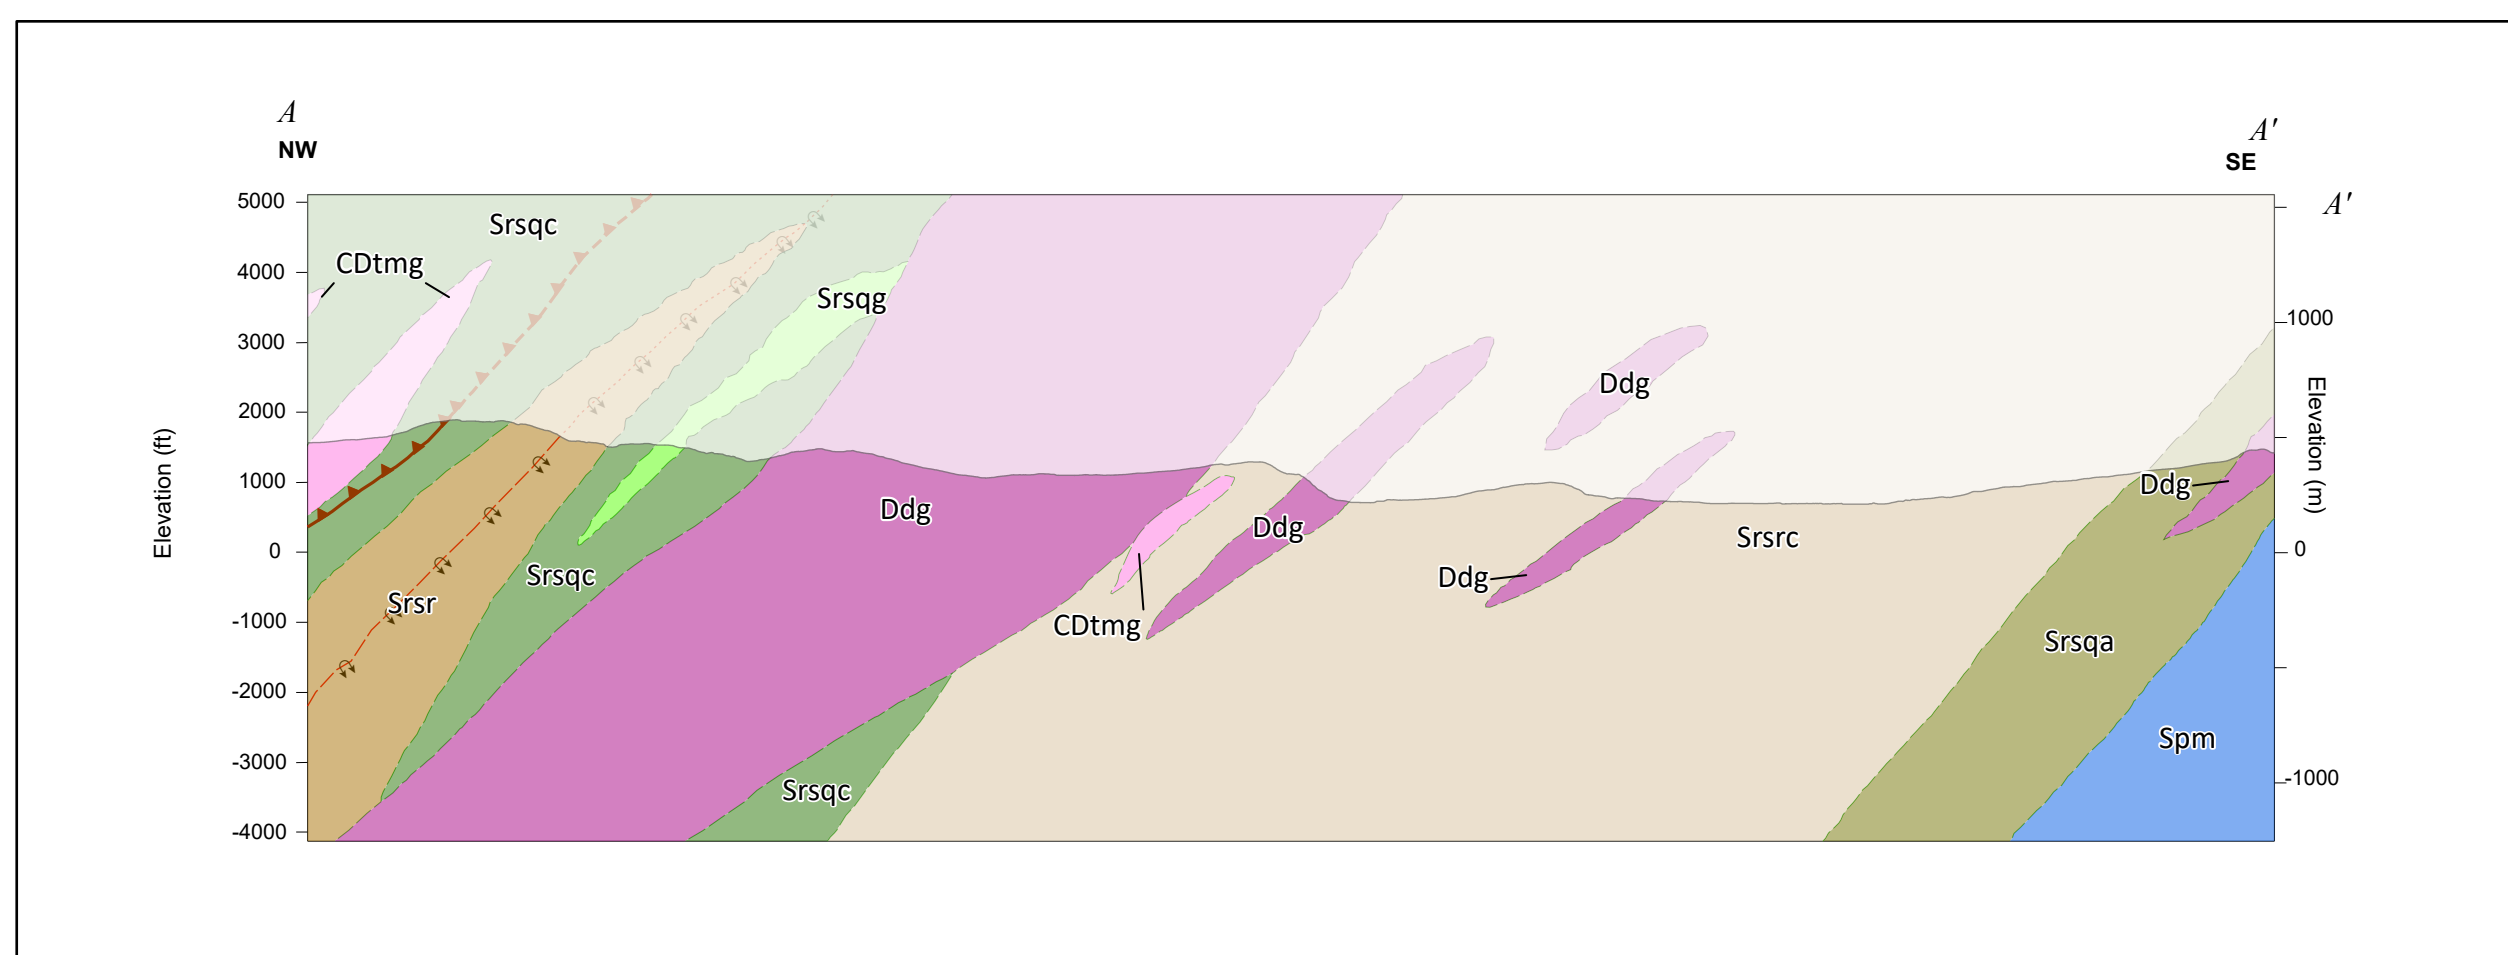 A
NW
A′
SE
A′
5000
4000
3000
2000
1000
0
-1000
-2000
-3000
-4000
Elevation (ft)
Srsqc
CDtmg
Srsqg
Ddg
Ddg
Ddg
Ddg
Ddg
Srsrc
Srsqc
Srsr
CDtmg
Srsqa
Spm
Srsqc
1000
0
-1000
Elevation (m)